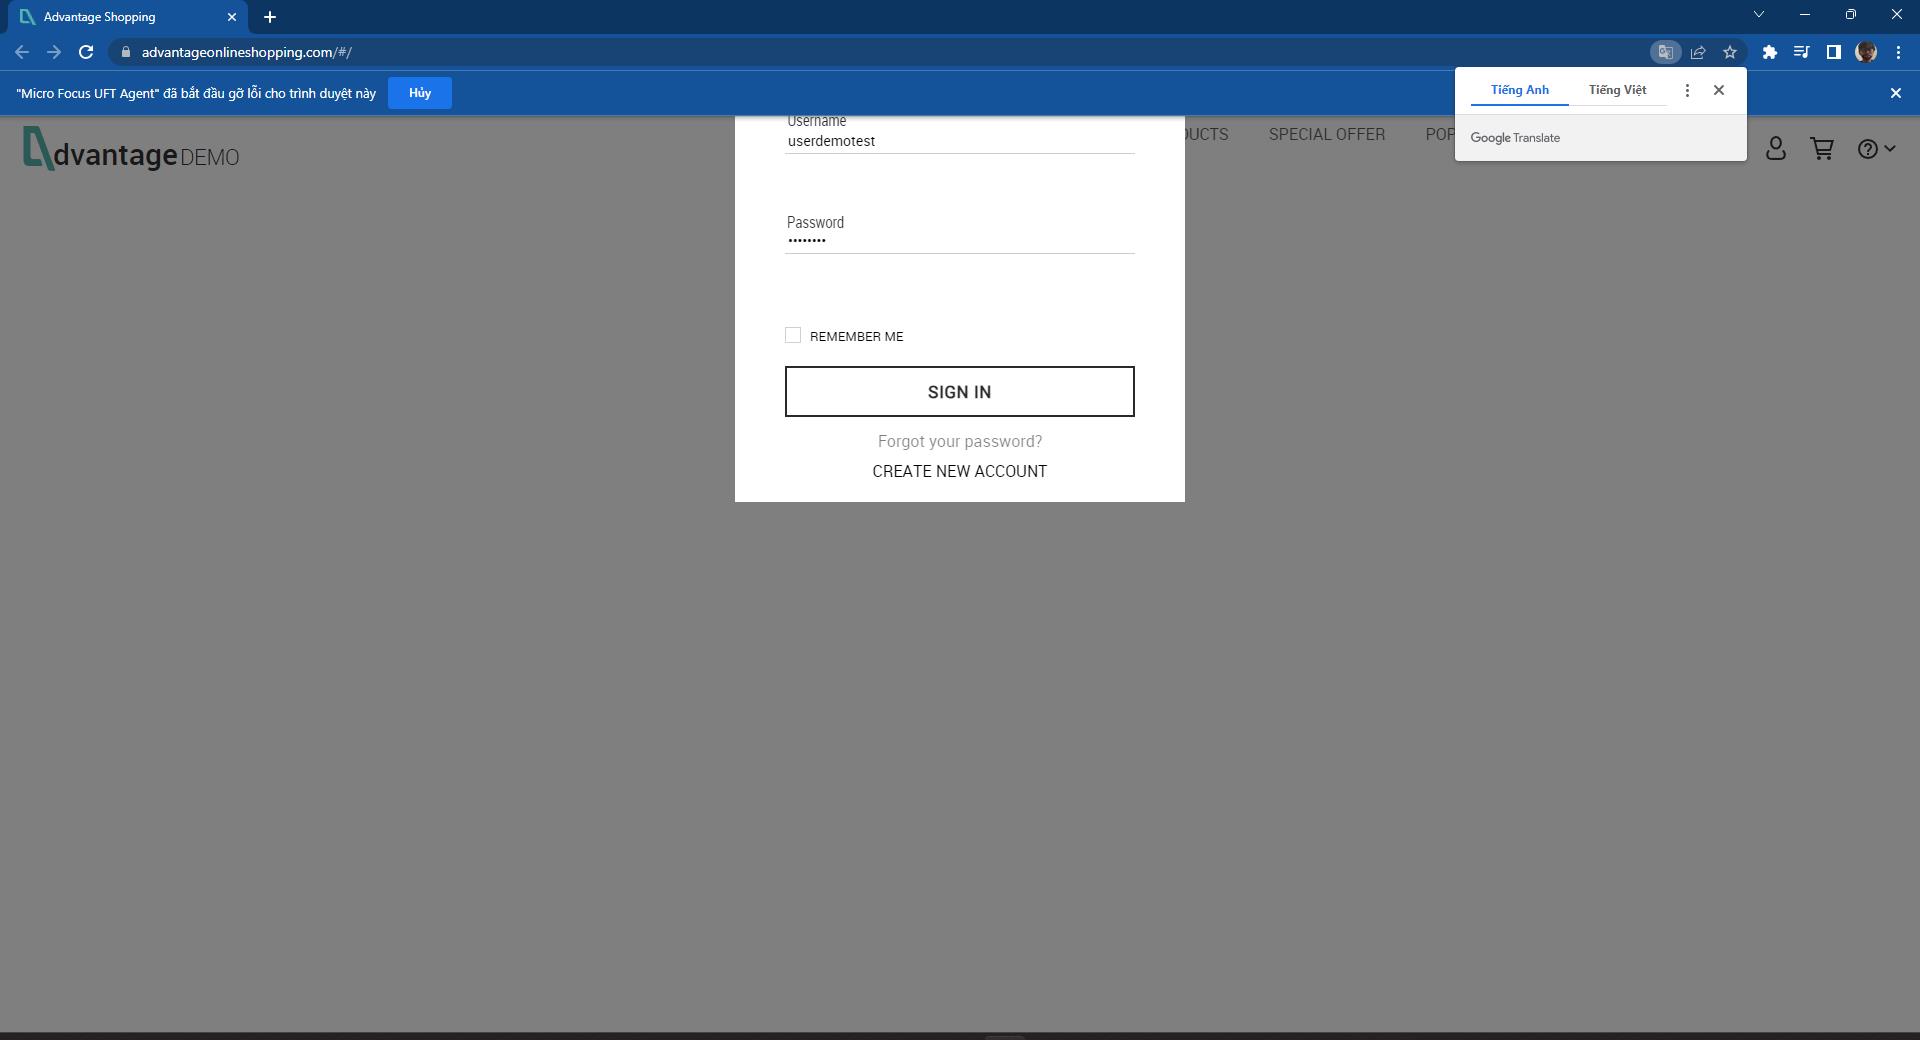 Advantage Shopping
advantageonlineshopping.com/#/
"Micro Focus UFT Agent" đã bắt đầu gỡ lỗi cho trình duyệt này Hủy
Tiếng Anh Tiếng Việt
Google Translate
dvantage DEMO
DUCTS SPECIAL OFFER POP
Username
userdemotest
Password
••••••••
REMEMBER ME
SIGN IN
Forgot your password?
CREATE NEW ACCOUNT